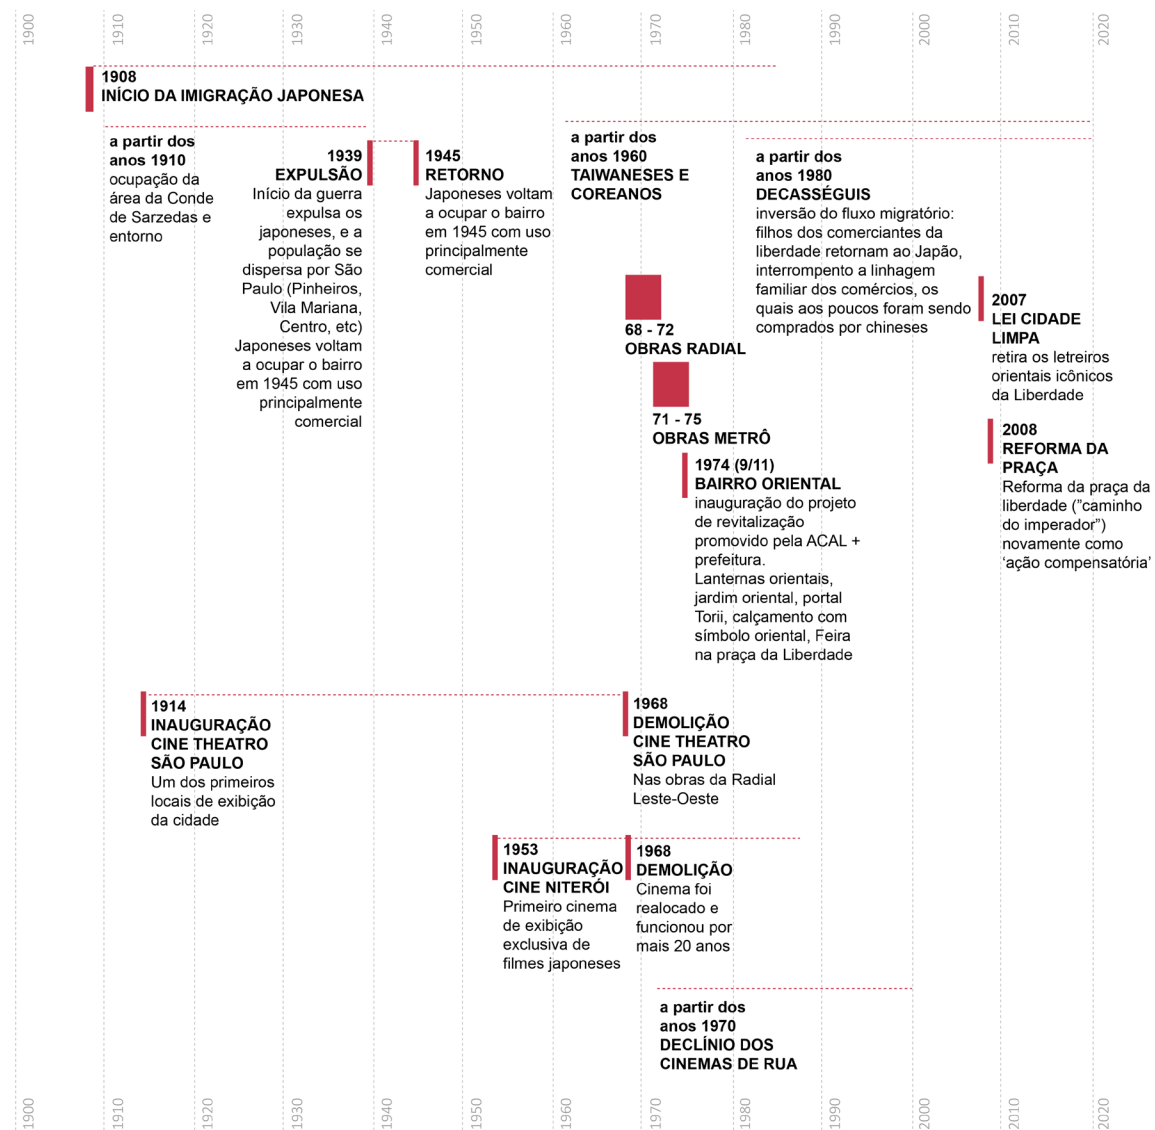 1900
1910
1920
1930
1940
1950
1960
1970
1980
1990
2000
2010
2020
1908
INÍCIO DA IMIGRAÇÃO JAPONESA
a partir dos
anos 1910
ocupação da
área da Conde
de Sarzedas e
entorno
1939
EXPULSÃO
Início da guerra
expulsa os
japoneses, e a
população se
dispersa por São
Paulo (Pinheiros,
Vila Mariana,
Centro, etc)
Japoneses voltam
a ocupar o bairro
em 1945 com uso
principalmente
comercial
1945
RETORNO
Japoneses voltam
a ocupar o bairro
em 1945 com uso
principalmente
comercial
a partir dos
anos 1960
TAIWANESES E
COREANOS
a partir dos
anos 1980
DECASSÉGUIS
inversão do fluxo migratório:
filhos dos comerciantes da
liberdade retornam ao Japão,
interrompento a linhagem
familiar dos comércios, os
quais aos poucos foram sendo
comprados por chineses
68 - 72
OBRAS RADIAL
71 - 75
OBRAS METRÔ
1974 (9/11)
BAIRRO ORIENTAL
inauguração do projeto
de revitalização
promovido pela ACAL +
prefeitura.
Lanternas orientais,
jardim oriental, portal
Torii, calçamento com
símbolo oriental, Feira
na praça da Liberdade
2007
LEI CIDADE
LIMPA
retira os letreiros
orientais icônicos
da Liberdade
2008
REFORMA DA
PRAÇA
Reforma da praça da
liberdade (”caminho
do imperador”)
novamente como
‘ação compensatória’
1914
INAUGURAÇÃO
CINE THEATRO
SÃO PAULO
Um dos primeiros
locais de exibição
da cidade
1968
DEMOLIÇÃO
CINE THEATRO
SÃO PAULO
Nas obras da Radial
Leste-Oeste
1953
INAUGURAÇÃO
CINE NITERÓI
Primeiro cinema
de exibição
exclusiva de
filmes japoneses
1968
DEMOLIÇÃO
Cinema foi
realocado e
funcionou por
mais 20 anos
a partir dos
anos 1970
DECLÍNIO DOS
CINEMAS DE RUA
1900
1910
1920
1930
1940
1950
1960
1970
1980
1990
2000
2010
2020